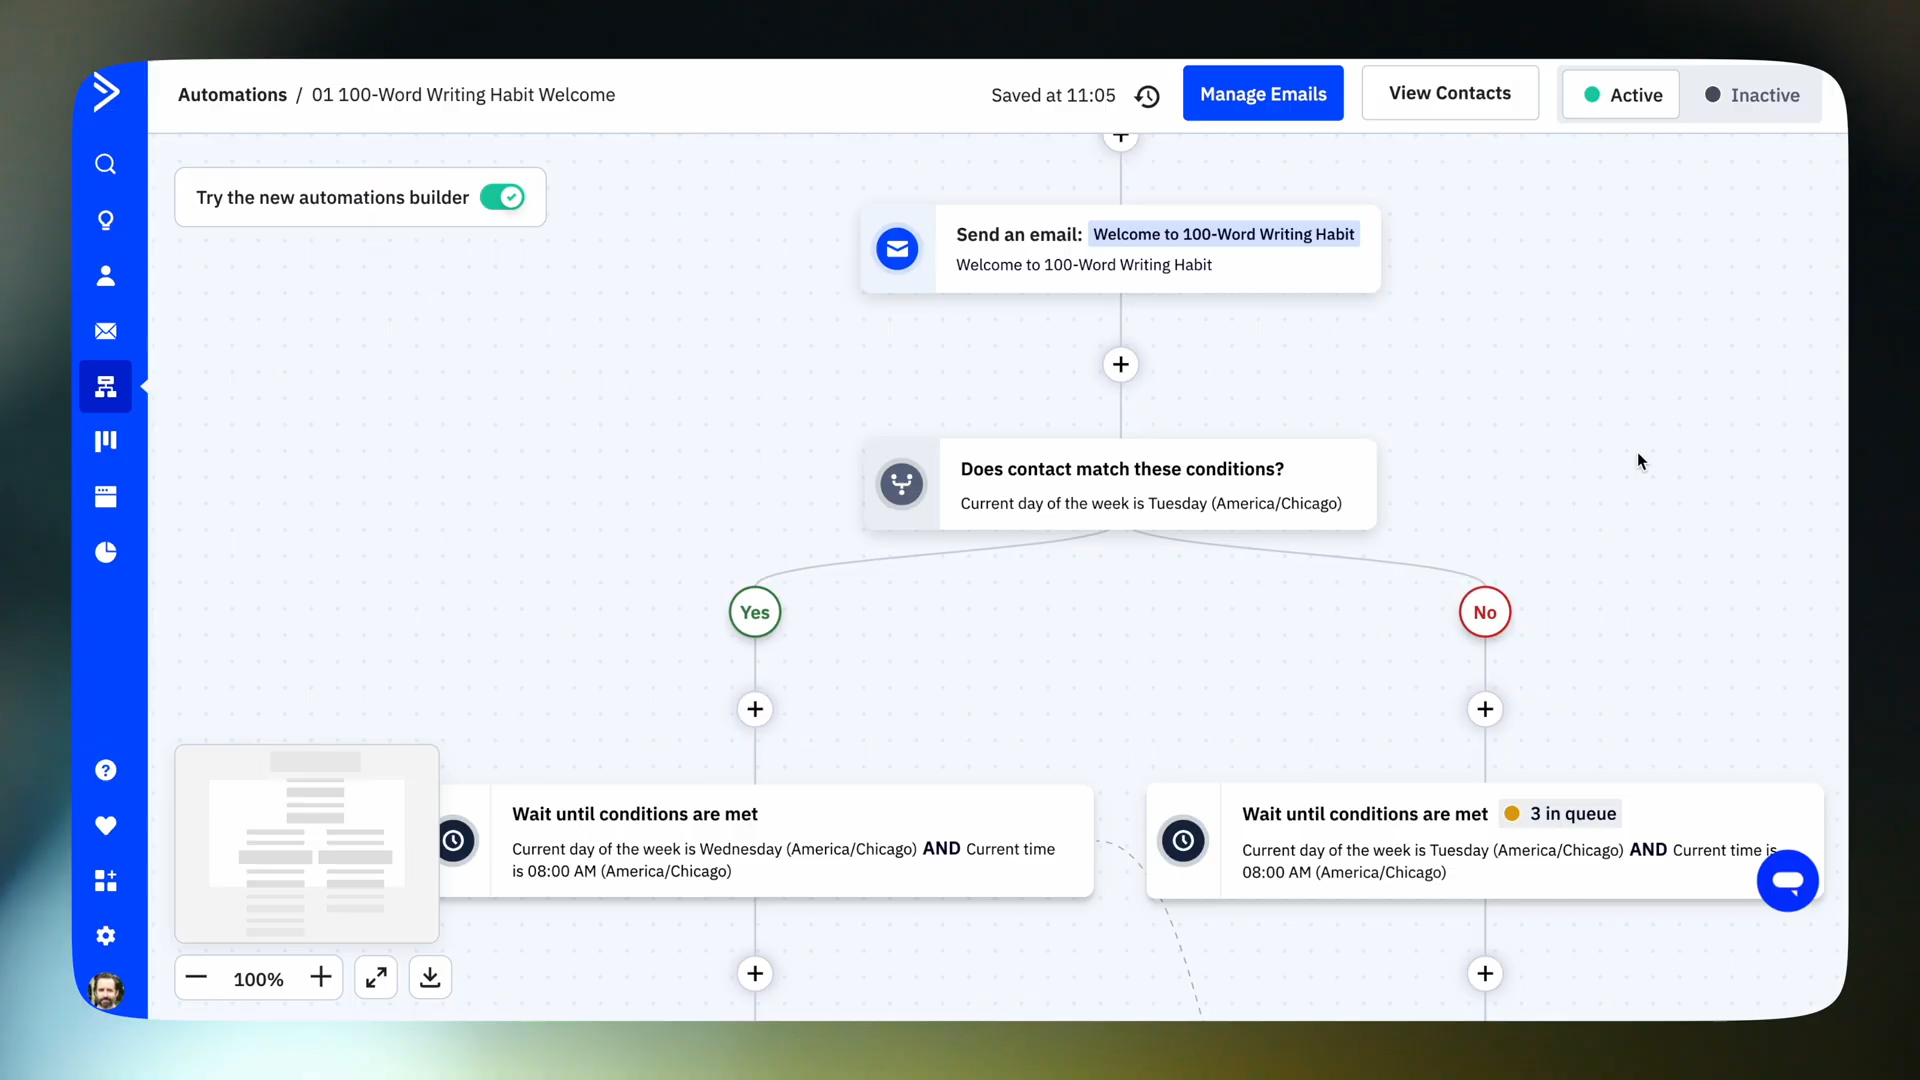 Automations / 01 100-Word Writing Habit Welcome
Saved at 11:05
Manage Emails
View Contacts
Active
Inactive
Try the new automations builder
Send an email: Welcome to 100-Word Writing Habit
Welcome to 100-Word Writing Habit
Does contact match these conditions?
Current day of the week is Tuesday (America/Chicago)
Yes
No
Wait until conditions are met
Current day of the week is Wednesday (America/Chicago) AND Current time
is 08:00 AM (America/Chicago)
Wait until conditions are met 3 in queue
Current day of the week is Tuesday (America/Chicago) AND Current time is
08:00 AM (America/Chicago)
100%